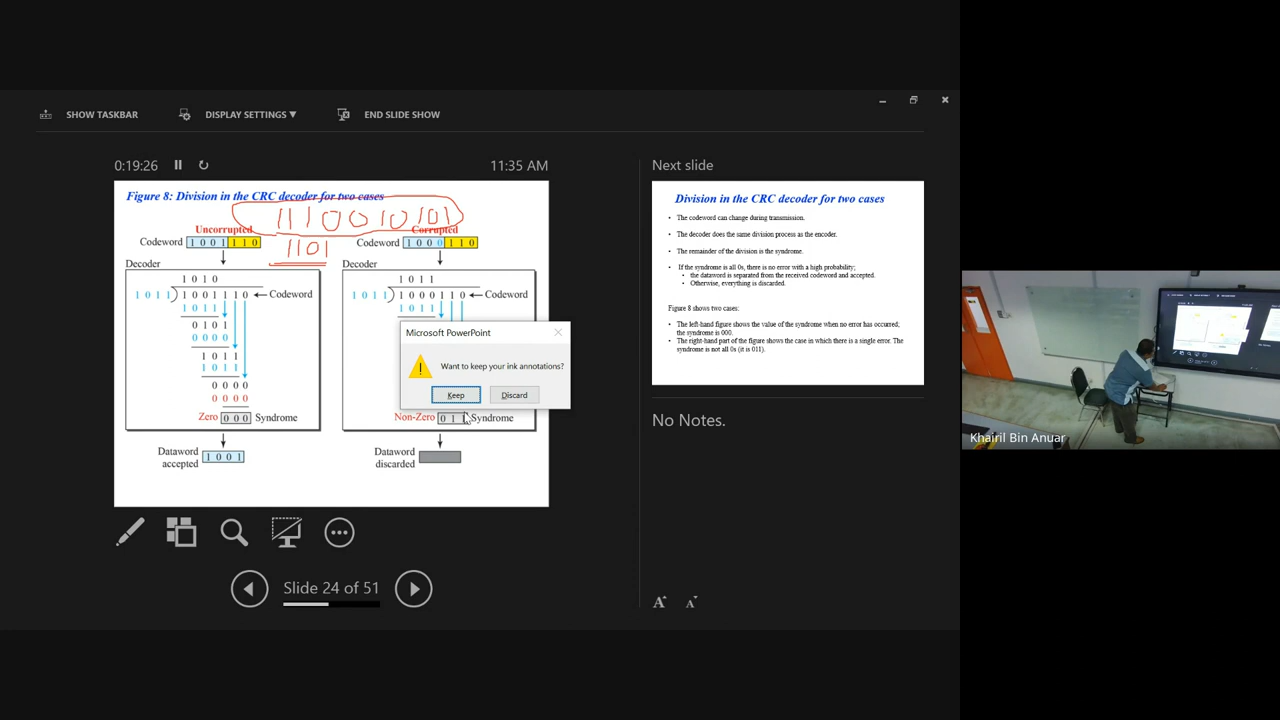 SHOW TASKBAR
DISPLAY SETTINGS ▼
END SLIDE SHOW
0:19:26
11:35 AM
Figure 8: Division in the CRC decoder for two cases
1110010101
1101
Uncorrupted
Codeword 1 0 0 1 1 1 0
Decoder
1 0 1 0
1 0 1 1 ) 1 0 0 1 1 1 0 ← Codeword
1 0 1 1
0 1 0 1
0 0 0 0
1 0 1 1
1 0 1 1
0 0 0 0
0 0 0 0
Zero 0 0 0 Syndrome
Dataword
accepted 1 0 0 1
Corrupted
Codeword 1 0 0 0 1 1 0
Decoder
1 0 1 1
1 0 1 1 ) 1 0 0 0 1 1 0 ← Codeword
1 0 1 1
Non-Zero 0 1 1 Syndrome
Dataword
discarded
Microsoft PowerPoint
Want to keep your ink annotations?
Keep
Discard
Slide 24 of 51
Next slide
Division in the CRC decoder for two cases
• The codeword can change during transmission.
• The decoder does the same division process as the encoder.
• The remainder of the division is the syndrome.
• If the syndrome is all 0s, there is no error with a high probability;
• the dataword is separated from the received codeword and accepted.
• Otherwise, everything is discarded.
Figure 8 shows two cases:
• The left-hand figure shows the value of the syndrome when no error has occurred;
the syndrome is 000.
• The right-hand part of the figure shows the case in which there is a single error. The
syndrome is not all 0s (it is 011).
No Notes.
A A
Khairil Bin Anuar